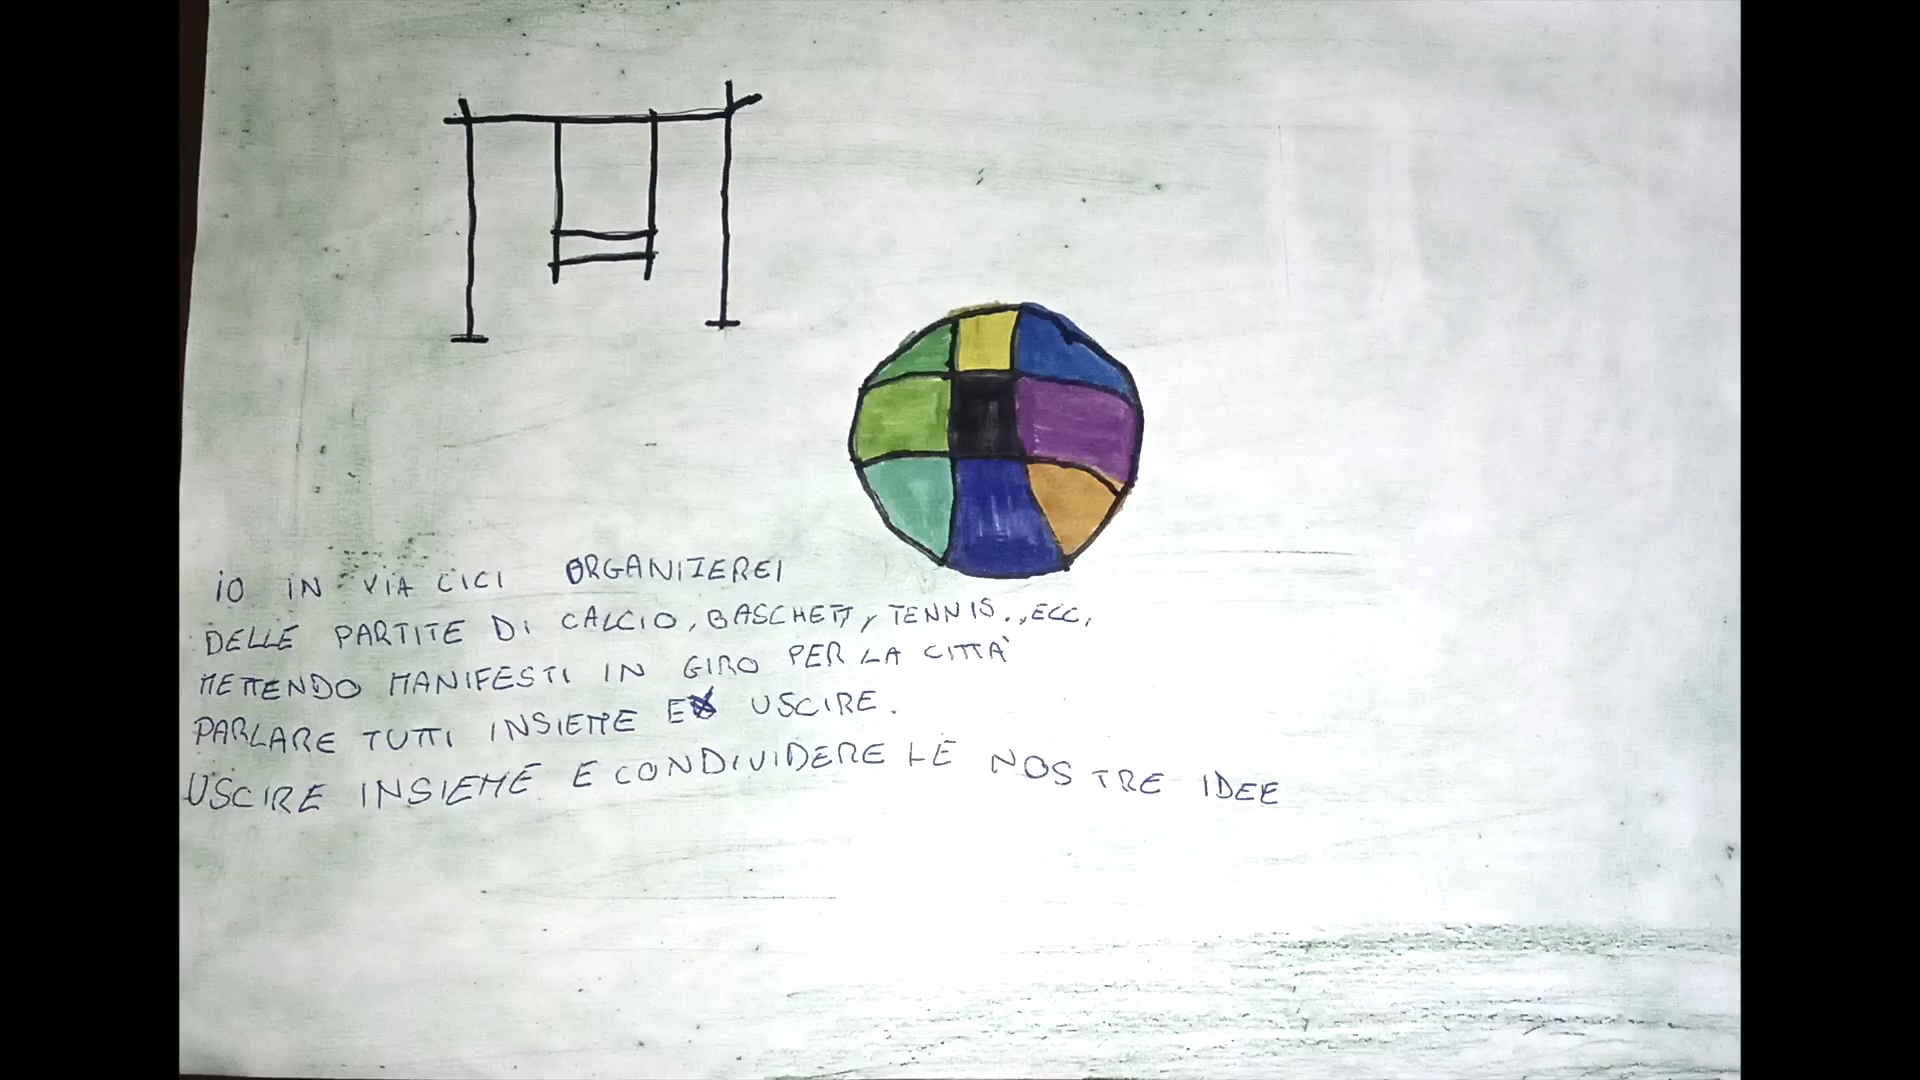 IO IN VIA CICI ORGANIZEREI
DELLE PARTITE DI CALCIO, BASCHETT, TENNIS., ECC,
METTENDO MANIFESTI IN GIRO PER LA CITTÀ
PARLARE TUTTI INSIEME E USCIRE.
USCIRE INSIEME E CONDIVIDERE LE NOSTRE IDEE